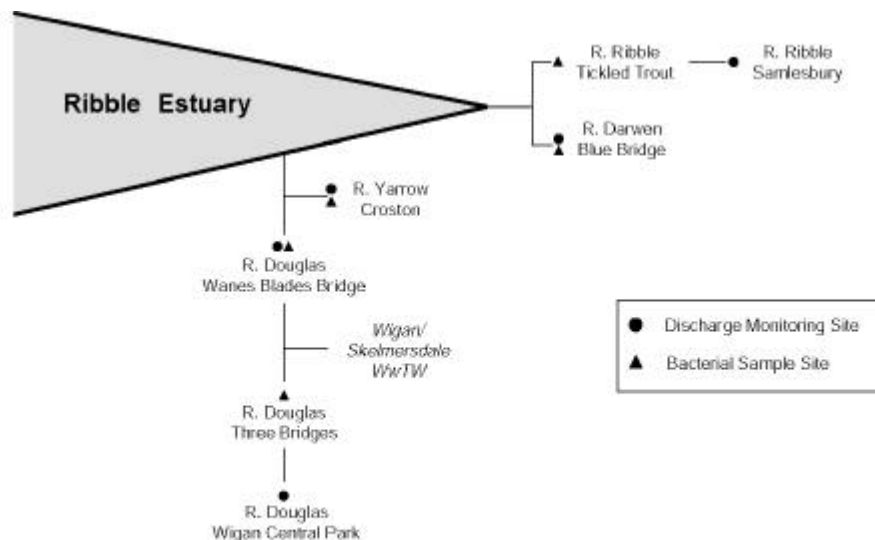 R. Ribble
Tickled Trout
R. Ribble
Samlesbury
Ribble Estuary
R. Darwen
Blue Bridge
R. Yarrow
Croston
R. Douglas
Wanes Blades Bridge
Wigan/
Skelmersdale
WwTW
Discharge Monitoring Site
Bacterial Sample Site
R. Douglas
Three Bridges
R. Douglas
Wigan Central Park